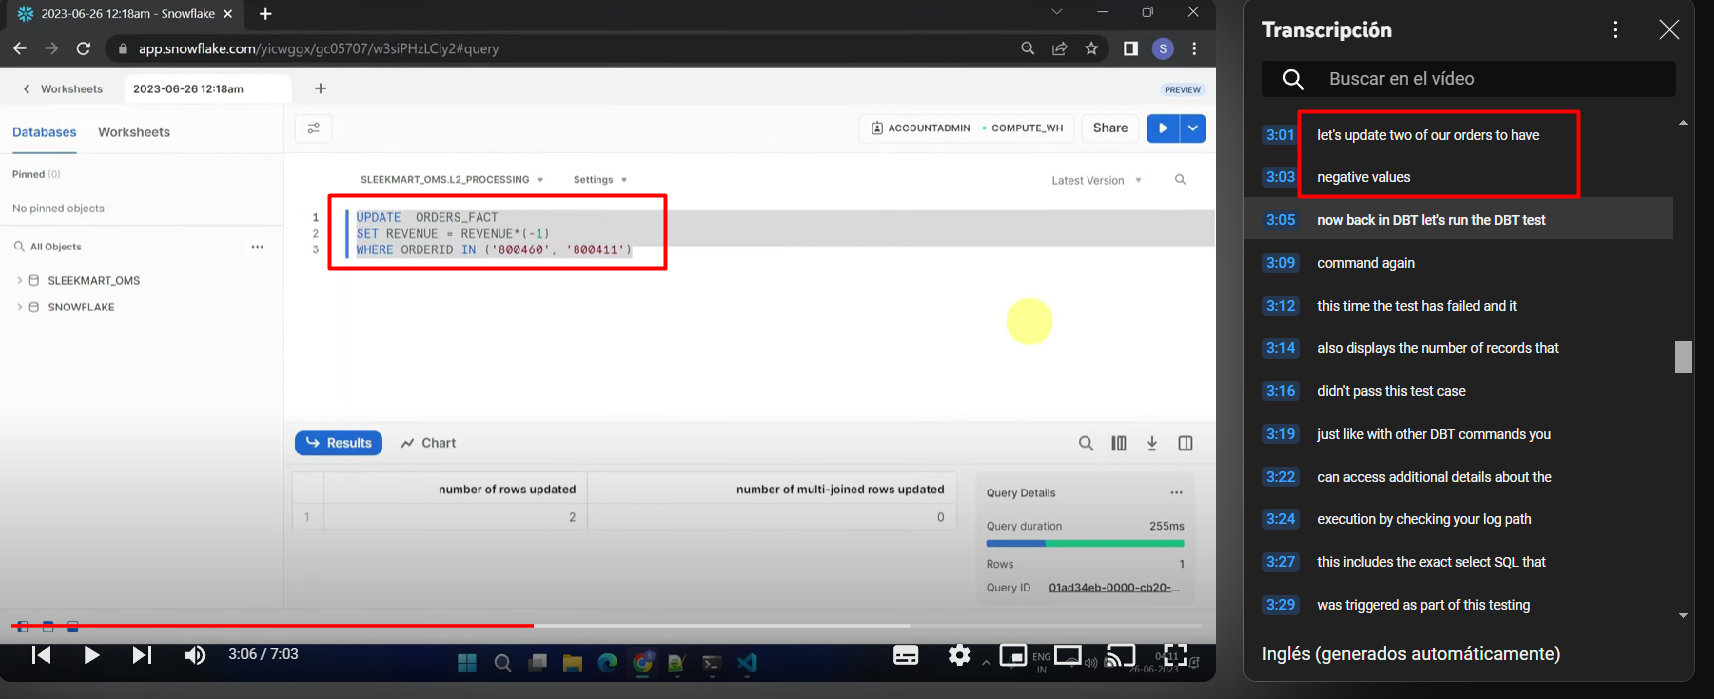 2023-06-26 12:18am - Snowflake
app.snowflake.com/yicwggx/gc05707/w3siPHzLCly2#query
S
Worksheets
2023-06-26 12:18am
PREVIEW
Databases
Worksheets
ACCOUNTADMIN
COMPUTE_WH
Share
Pinned (0)
No pinned objects
SLEEKMART_OMS.L2_PROCESSING
Settings
Latest Version
All Objects
SLEEKMART_OMS
SNOWFLAKE
1 UPDATE ORDERS_FACT
2 SET REVENUE = REVENUE*(-1)
3 WHERE ORDERID IN ('800460', '800411')
Results
Chart
number of rows updated
number of multi-joined rows updated
1 2 0
Query Details
Query duration 255ms
Rows 1
Query ID 01ad34eb-0000-cb20-...
3:06 / 7:03
ENG
IN
26-06-2023
Transcripción
Buscar en el vídeo
3:01 let's update two of our orders to have
3:03 negative values
3:05 now back in DBT let's run the DBT test
3:09 command again
3:12 this time the test has failed and it
3:14 also displays the number of records that
3:16 didn't pass this test case
3:19 just like with other DBT commands you
3:22 can access additional details about the
3:24 execution by checking your log path
3:27 this includes the exact select SQL that
3:29 was triggered as part of this testing
Inglés (generados automáticamente)